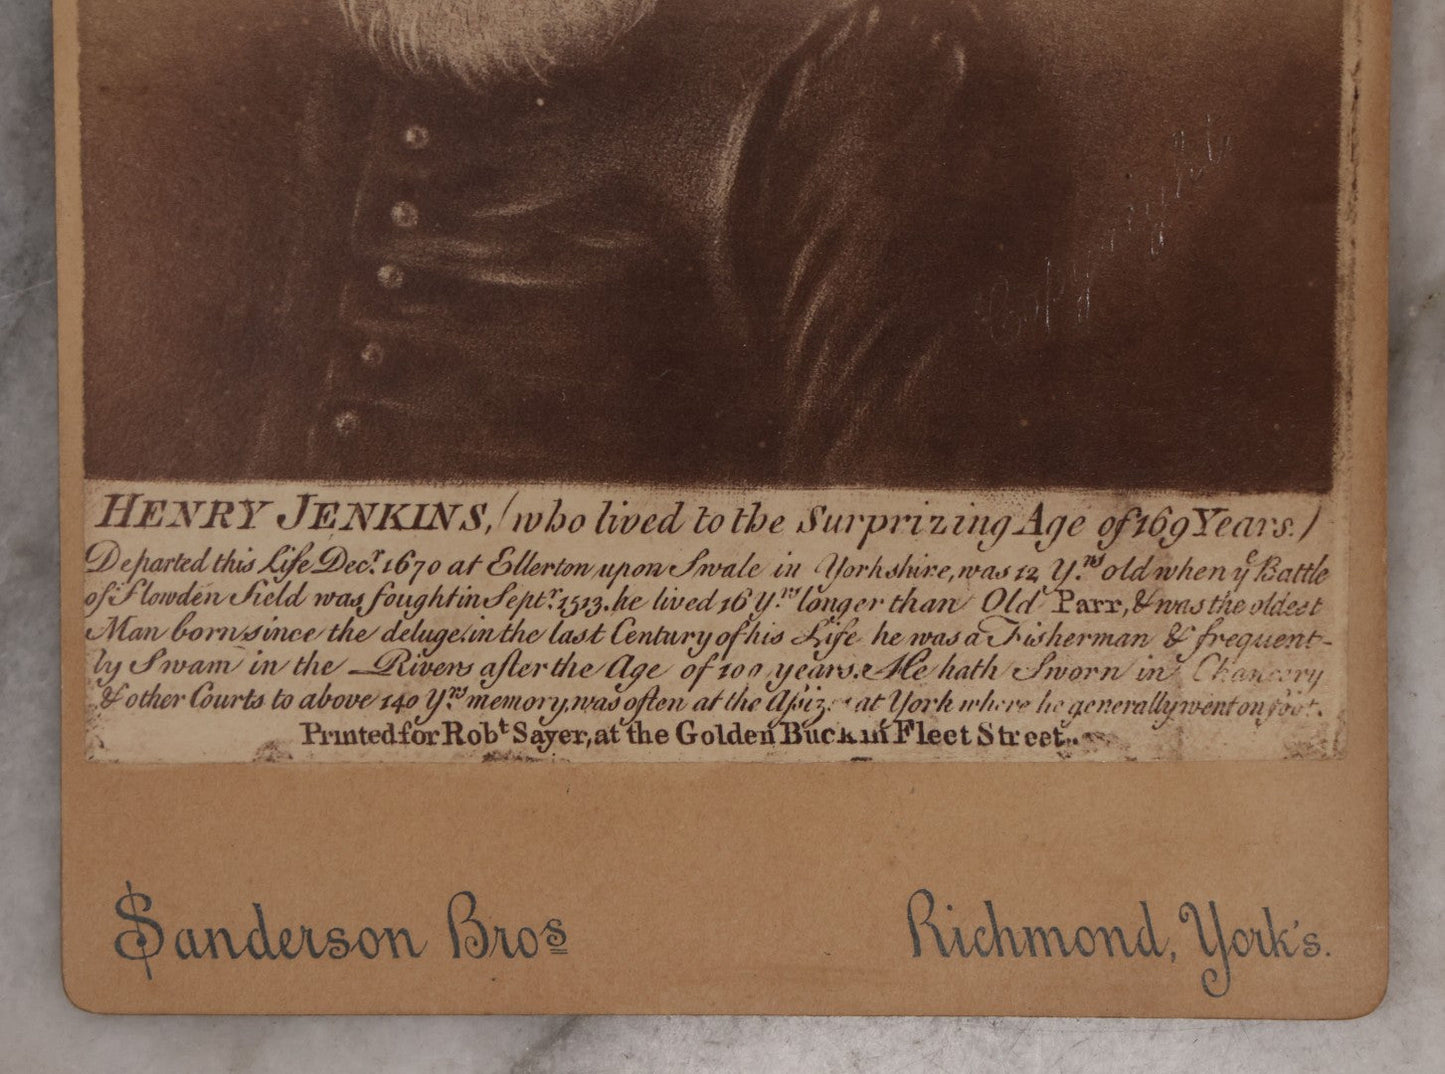 Copyright
HENRY JENKINS, (who lived to the Surprizing Age of 169 Years.)
Departed this Life Decr. 1670 at Ellerton upon Swale in Yorkshire, was 12 Yrs. old when ye Battle
of Flowden Field was fought in Septr. 1513. he lived 16 Yrs. longer than Old Parr, & was the oldest
Man born since the deluge, in the last Century of his Life he was a Fisherman & frequent-
ly Swam in the Rivers after the Age of 100 years. He hath Sworn in Chancery
& other Courts to above 140 Yrs. memory, was often at the Assizes at York where he generally went on foot.
Printed for Robt Sayer, at the Golden Buck in Fleet Street.
Sanderson Bros
Richmond, York's.